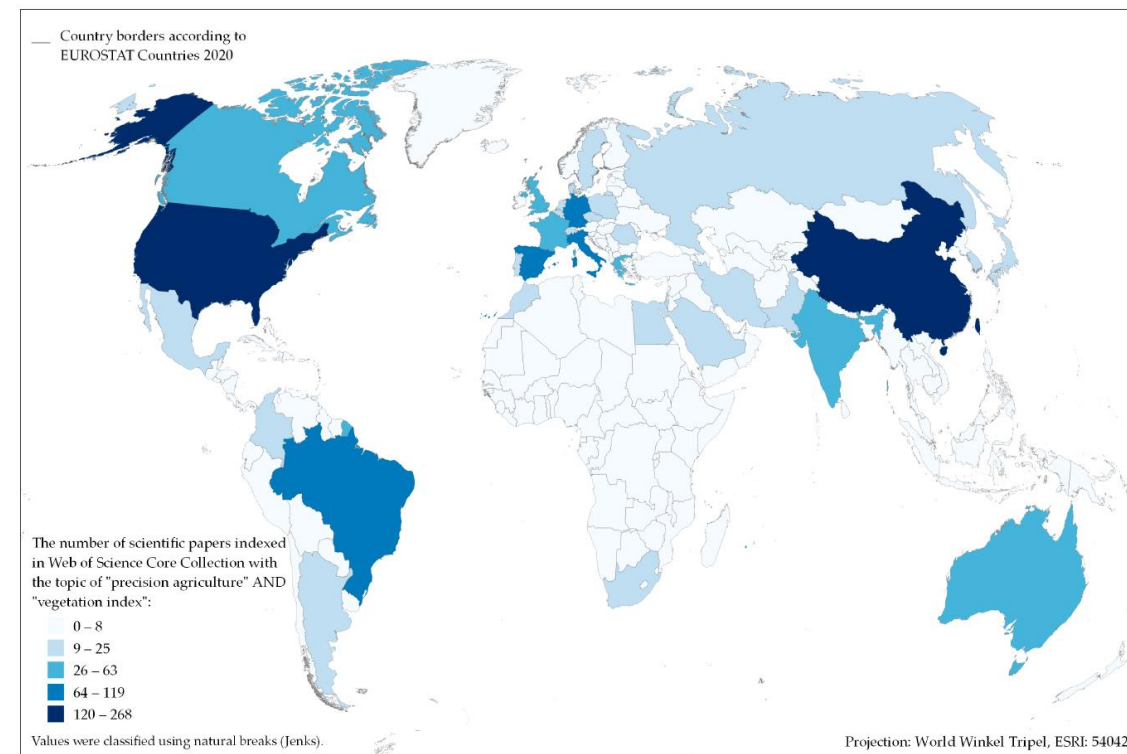 Country borders according to
EUROSTAT Countries 2020
The number of scientific papers indexed
in Web of Science Core Collection with
the topic of "precision agriculture" AND
"vegetation index":
0 – 8
9 – 25
26 – 63
64 – 119
120 – 268
Values were classified using natural breaks (Jenks).
Projection: World Winkel Tripel, ESRI: 54042